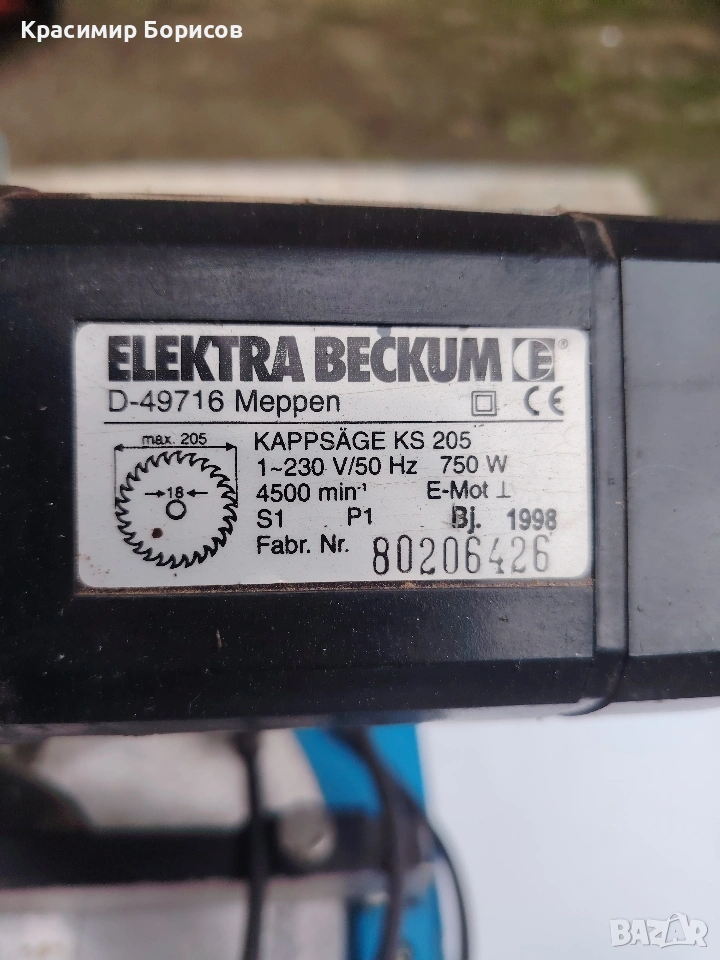 Красимир Борисов
ELEKTRA BECKUM E ®
D-49716 Meppen CE
max. 205
18
KAPPSÄGE KS 205
1~230 V/50 Hz 750 W
4500 min⁻¹ E-Mot ⊥
S1 P1 Bj. 1998
Fabr. Nr. 80206426
BAZAR